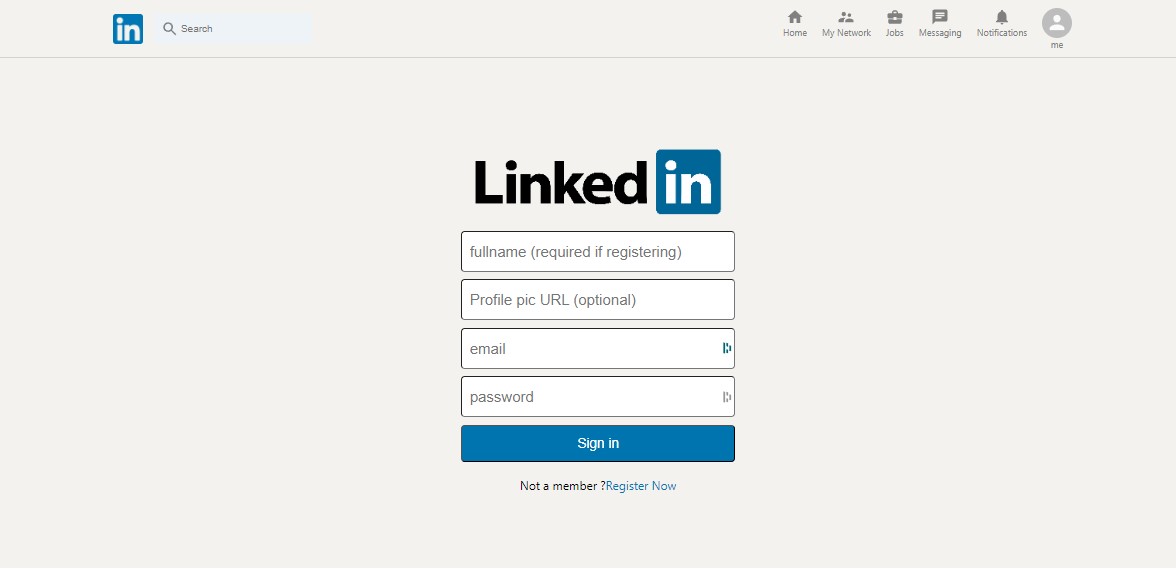 in Search Home My Network Jobs Messaging Notifications
me
Linked in
fullname (required if registering)
Profile pic URL (optional)
email
password
Sign in
Not a member ?Register Now